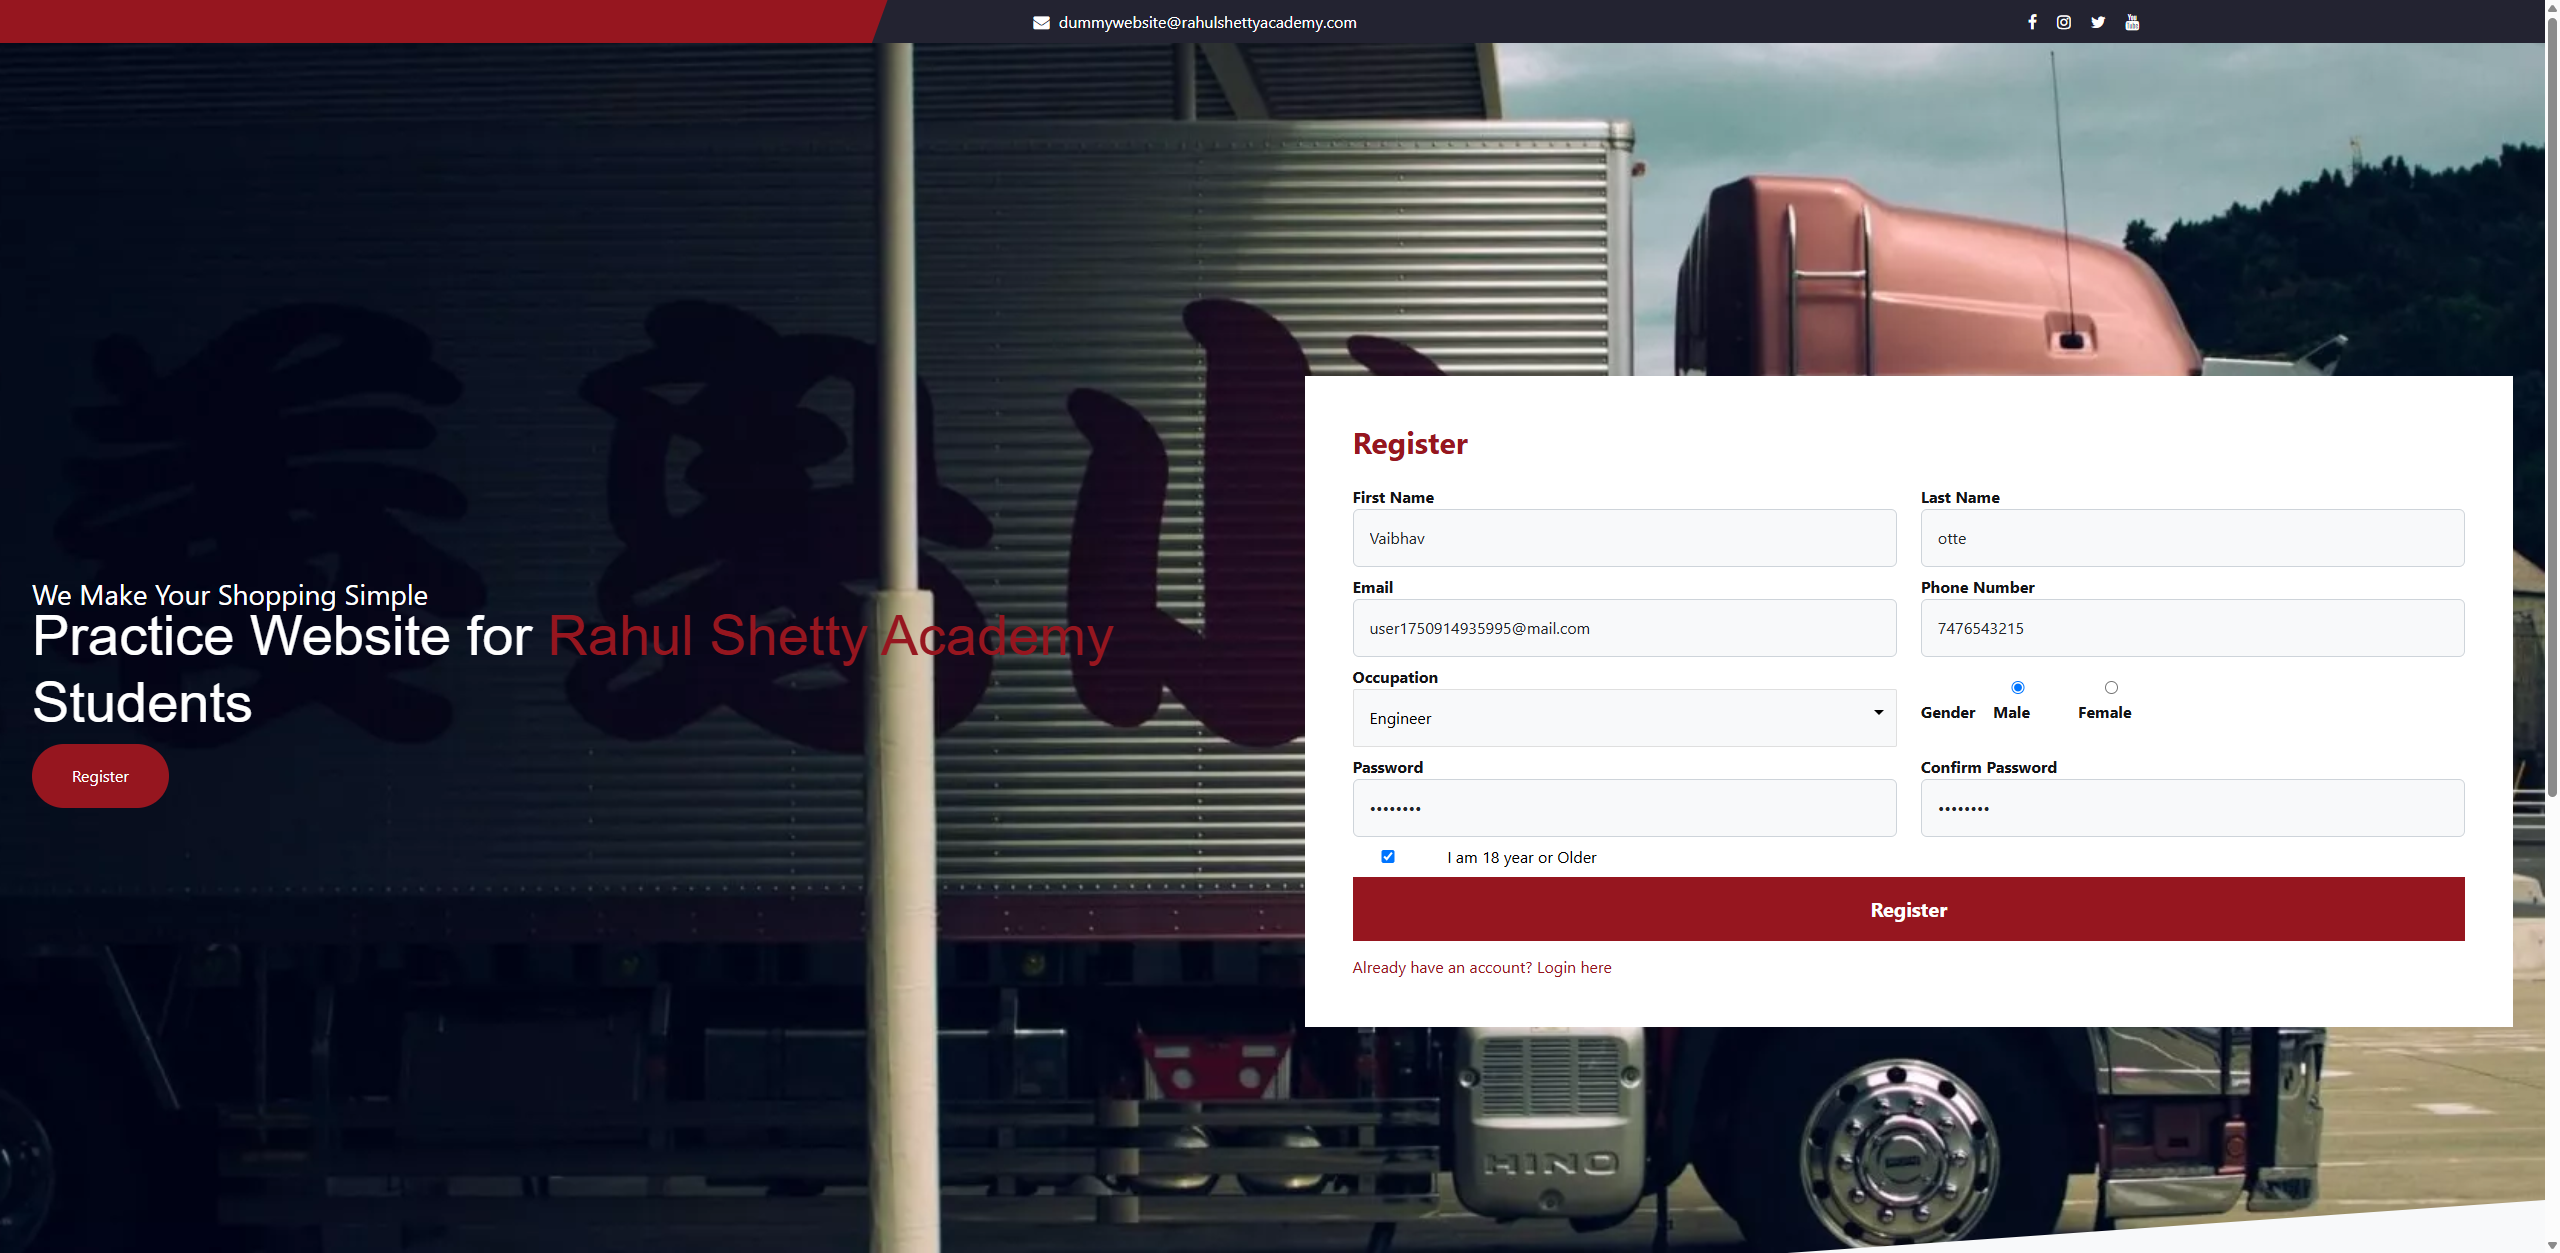 dummywebsite@rahulshettyacademy.com
We Make Your Shopping Simple
Practice Website for Rahul Shetty Academy
Students
Register
Register
First Name
Last Name
Vaibhav
otte
Email
Phone Number
user1750914935995@mail.com
7476543215
Occupation
Engineer
Gender Male Female
Password
Confirm Password
I am 18 year or Older
Register
Already have an account? Login here
HINO